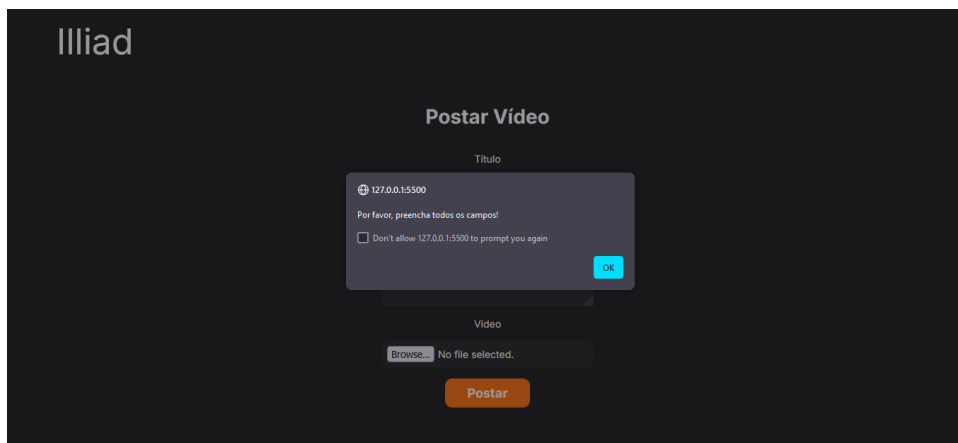 Illiad
Postar Vídeo
Título
127.0.0.1:5500
Por favor, preencha todos os campos!
Don't allow 127.0.0.1:5500 to prompt you again
OK
Vídeo
Browse... No file selected.
Postar